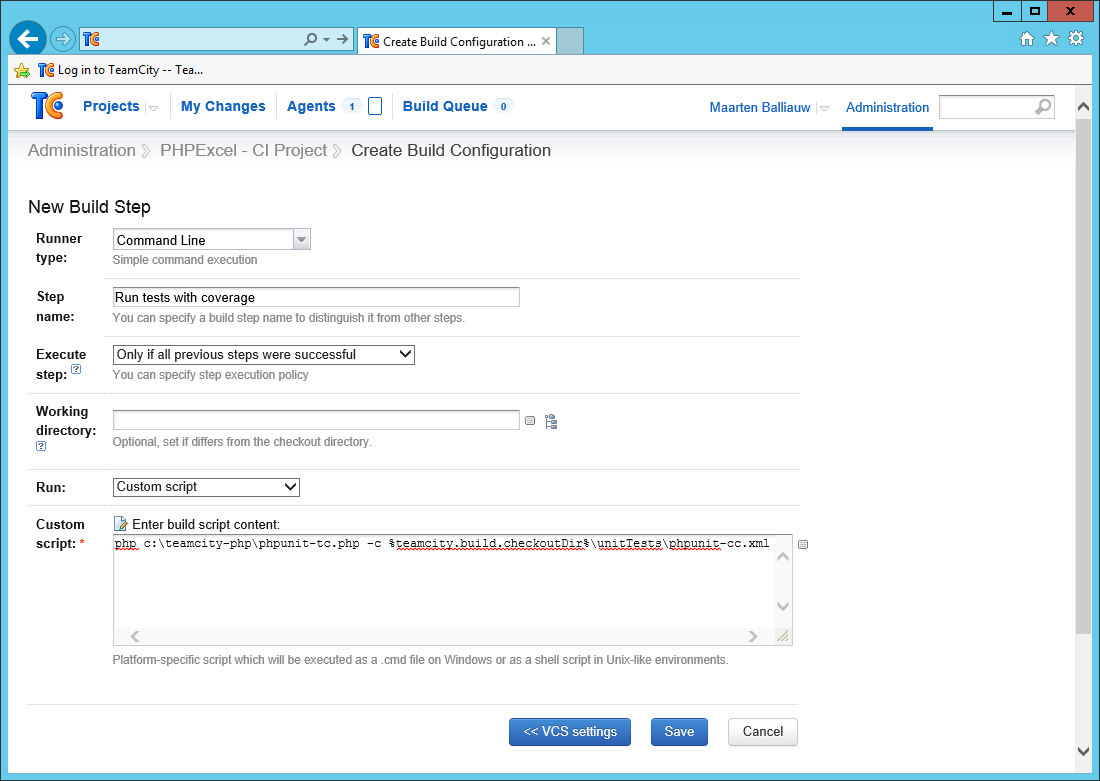 TC
TC Create Build Configuration ...
TC Log in to TeamCity -- Tea...
TC Projects My Changes Agents 1 Build Queue 0 Maarten Balliauw Administration
Administration PHPExcel - CI Project Create Build Configuration
New Build Step
Runner type:
Command Line
Simple command execution
Step name:
Run tests with coverage
You can specify a build step name to distinguish it from other steps.
Execute step: ?
Only if all previous steps were successful
You can specify step execution policy
Working directory: ?
Optional, set if differs from the checkout directory.
Run:
Custom script
Custom script: *
Enter build script content:
php c:\teamcity-php\phpunit-tc.php -c %teamcity.build.checkoutDir%\unitTests\phpunit-cc.xml
Platform-specific script which will be executed as a .cmd file on Windows or as a shell script in Unix-like environments.
<< VCS settings Save Cancel